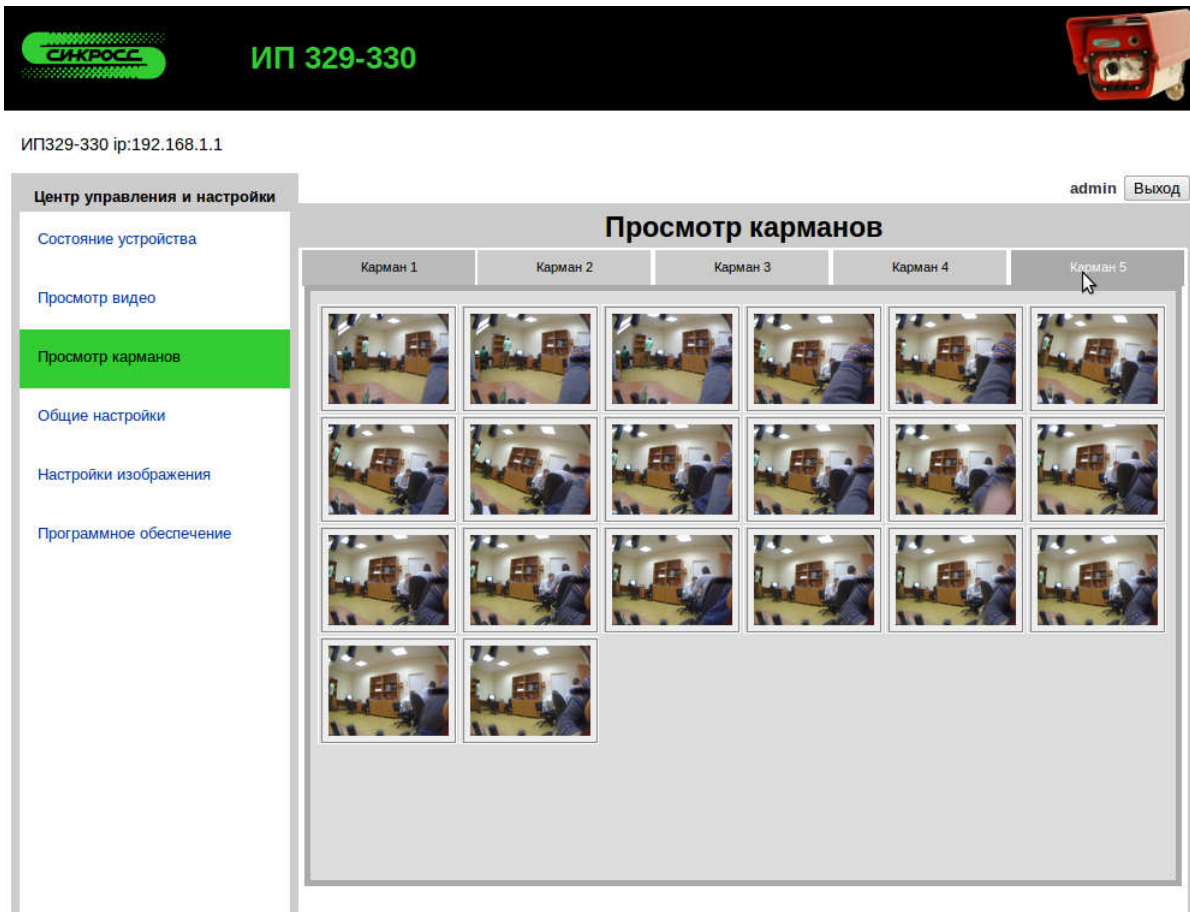 СИНКРОСС
ИП 329-330
ИП329-330 ip:192.168.1.1
Центр управления и настройки
admin Выход
Состояние устройства
Просмотр видео
Просмотр карманов
Общие настройки
Настройки изображения
Программное обеспечение
Просмотр карманов
Карман 1 Карман 2 Карман 3 Карман 4 Карман 5